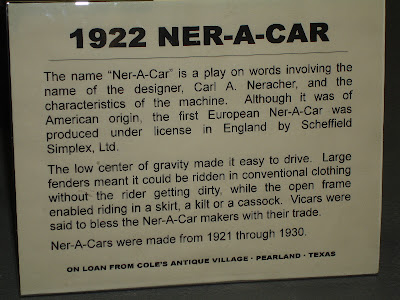 1922 NER-A-CAR
The name "Ner-A-Car" is a play on words involving the
name of the designer, Carl A. Neracher, and the
characteristics of the machine. Although it was of
American origin, the first European Ner-A-Car was
produced under license in England by Scheffield
Simplex, Ltd.
The low center of gravity made it easy to drive. Large
fenders meant it could be ridden in conventional clothing
without the rider getting dirty, while the open frame
enabled riding in a skirt, a kilt or a cassock. Vicars were
said to bless the Ner-A-Car makers with their trade.
Ner-A-Cars were made from 1921 through 1930.
ON LOAN FROM COLE'S ANTIQUE VILLAGE · PEARLAND · TEXAS